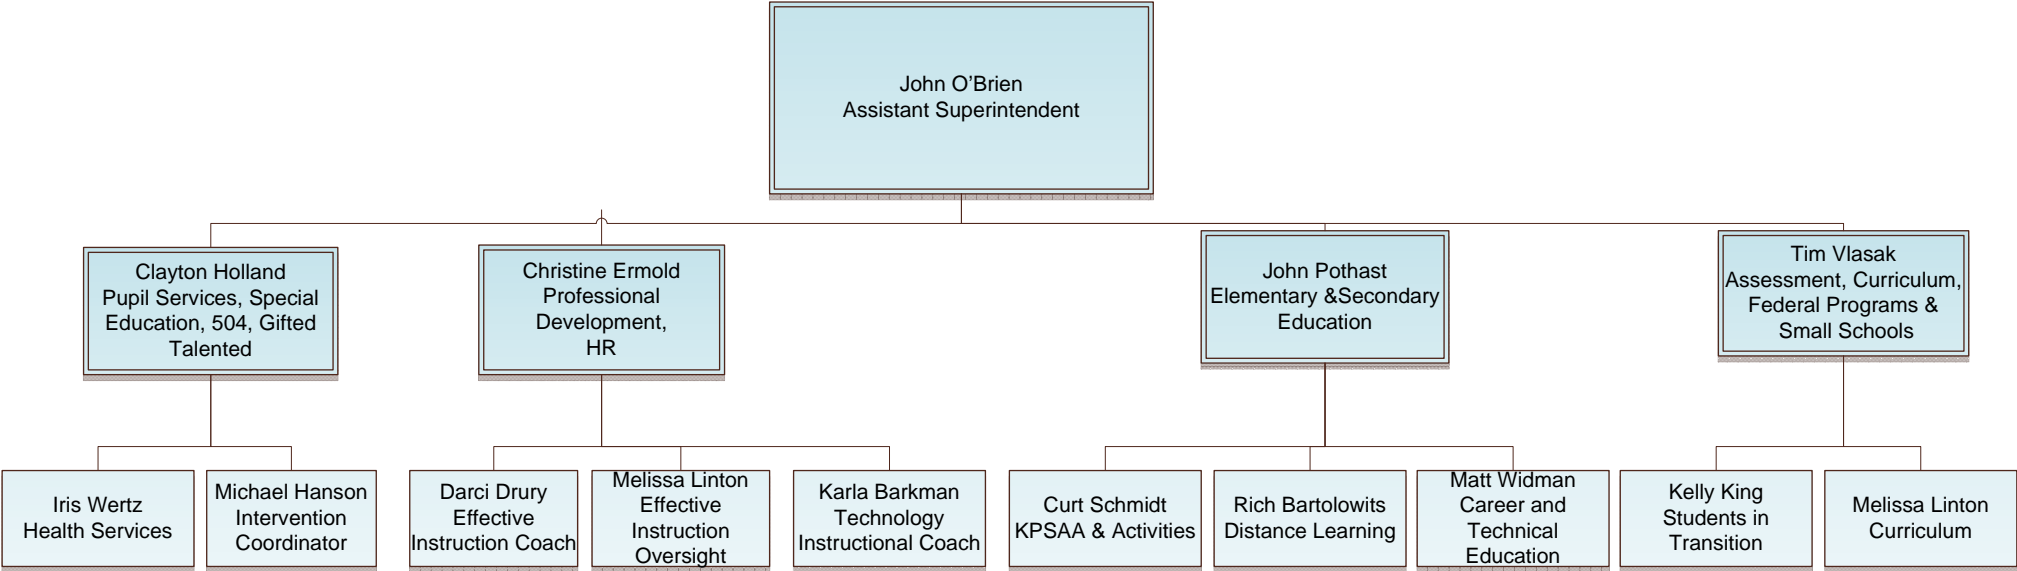 John O'Brien
Assistant Superintendent
Clayton Holland
Pupil Services, Special
Education, 504, Gifted
Talented
Christine Ermold
Professional
Development,
HR
John Pothast
Elementary &Secondary
Education
Tim Vlasak
Assessment, Curriculum,
Federal Programs &
Small Schools
Iris Wertz
Health Services
Michael Hanson
Intervention
Coordinator
Darci Drury
Effective
Instruction Coach
Melissa Linton
Effective
Instruction
Oversight
Karla Barkman
Technology
Instructional Coach
Curt Schmidt
KPSAA & Activities
Rich Bartolowits
Distance Learning
Matt Widman
Career and
Technical
Education
Kelly King
Students in
Transition
Melissa Linton
Curriculum